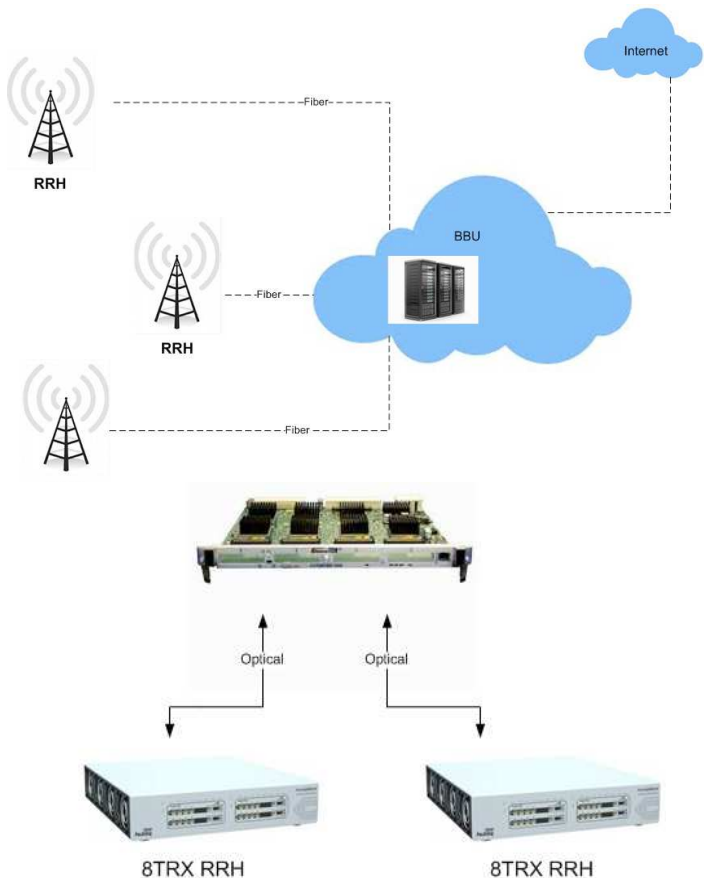 Internet
Fiber
RRH
BBU
Fiber
RRH
Fiber
Optical
Optical
8TRX RRH
8TRX RRH